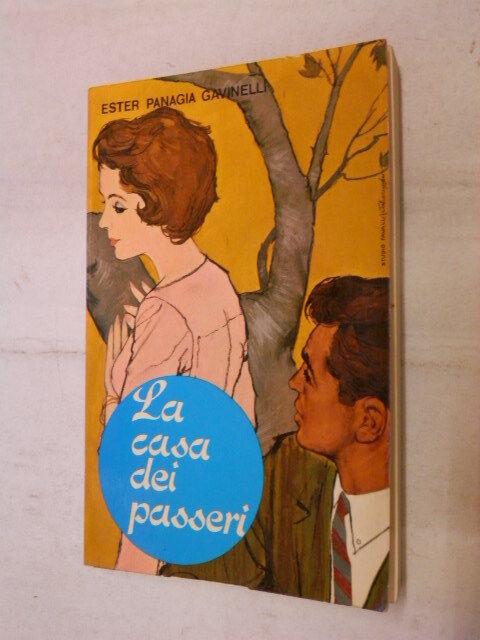 ESTER PANAGIA GAVINELLI
La
casa
dei
passeri